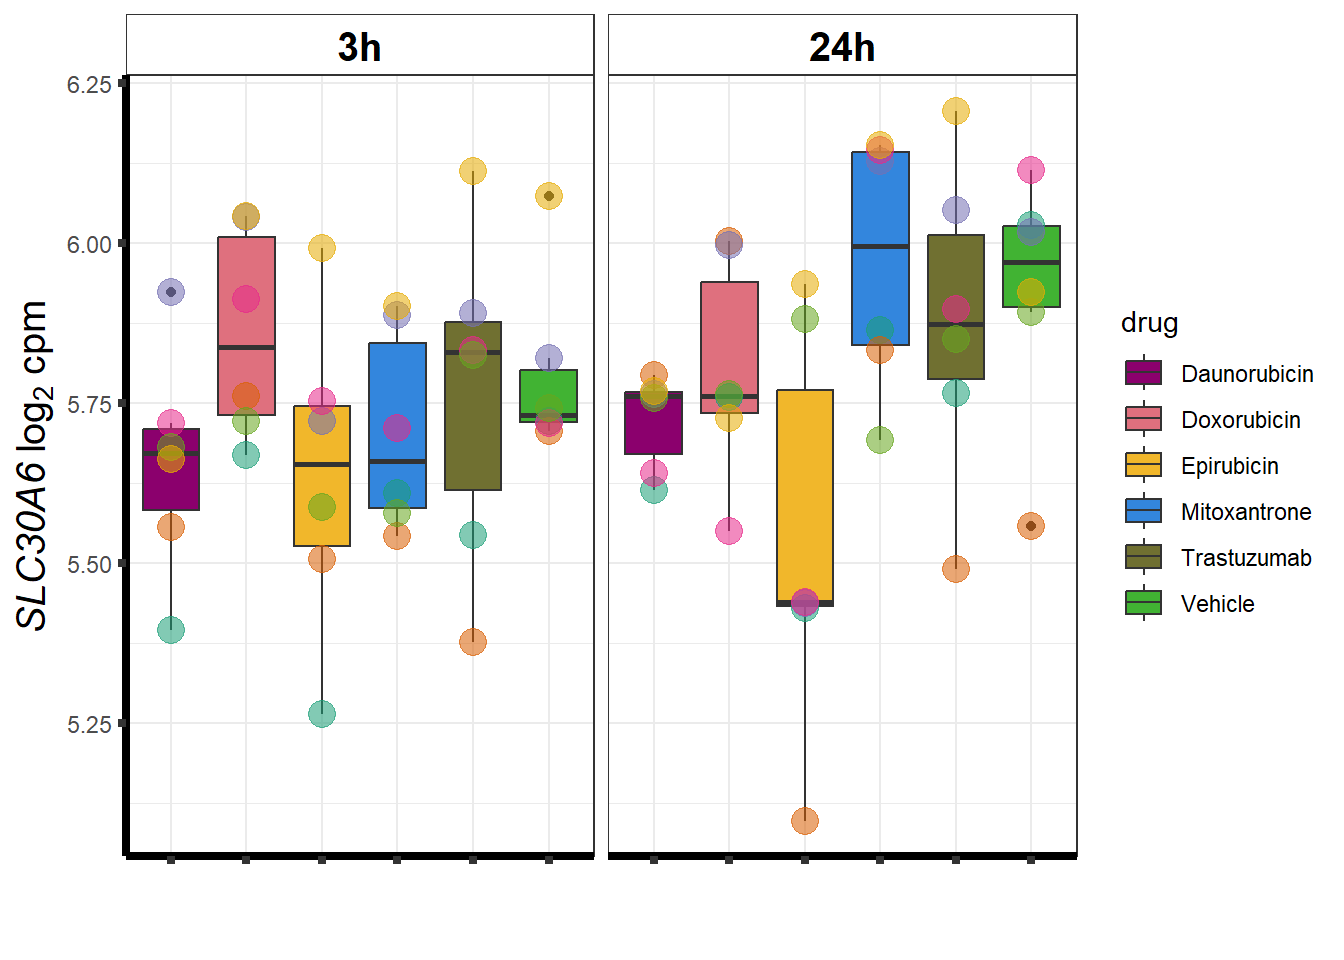 3h
24h
6.25
6.00
5.75
5.50
5.25
SLC30A6 log₂ cpm
drug
Daunorubicin
Doxorubicin
Epirubicin
Mitoxantrone
Trastuzumab
Vehicle